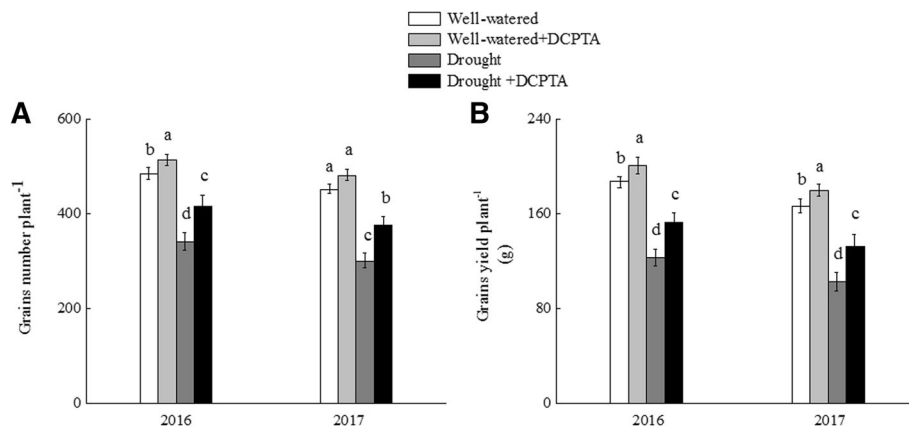 Well-watered
Well-watered+DCPTA
Drought
Drought +DCPTA
A
Grains number plant⁻¹
600
400
200
0
b
a
d
c
a
a
c
b
2016
2017
B
Grains yield plant⁻¹
(g)
240
160
80
0
b
a
d
c
b
a
d
c
2016
2017